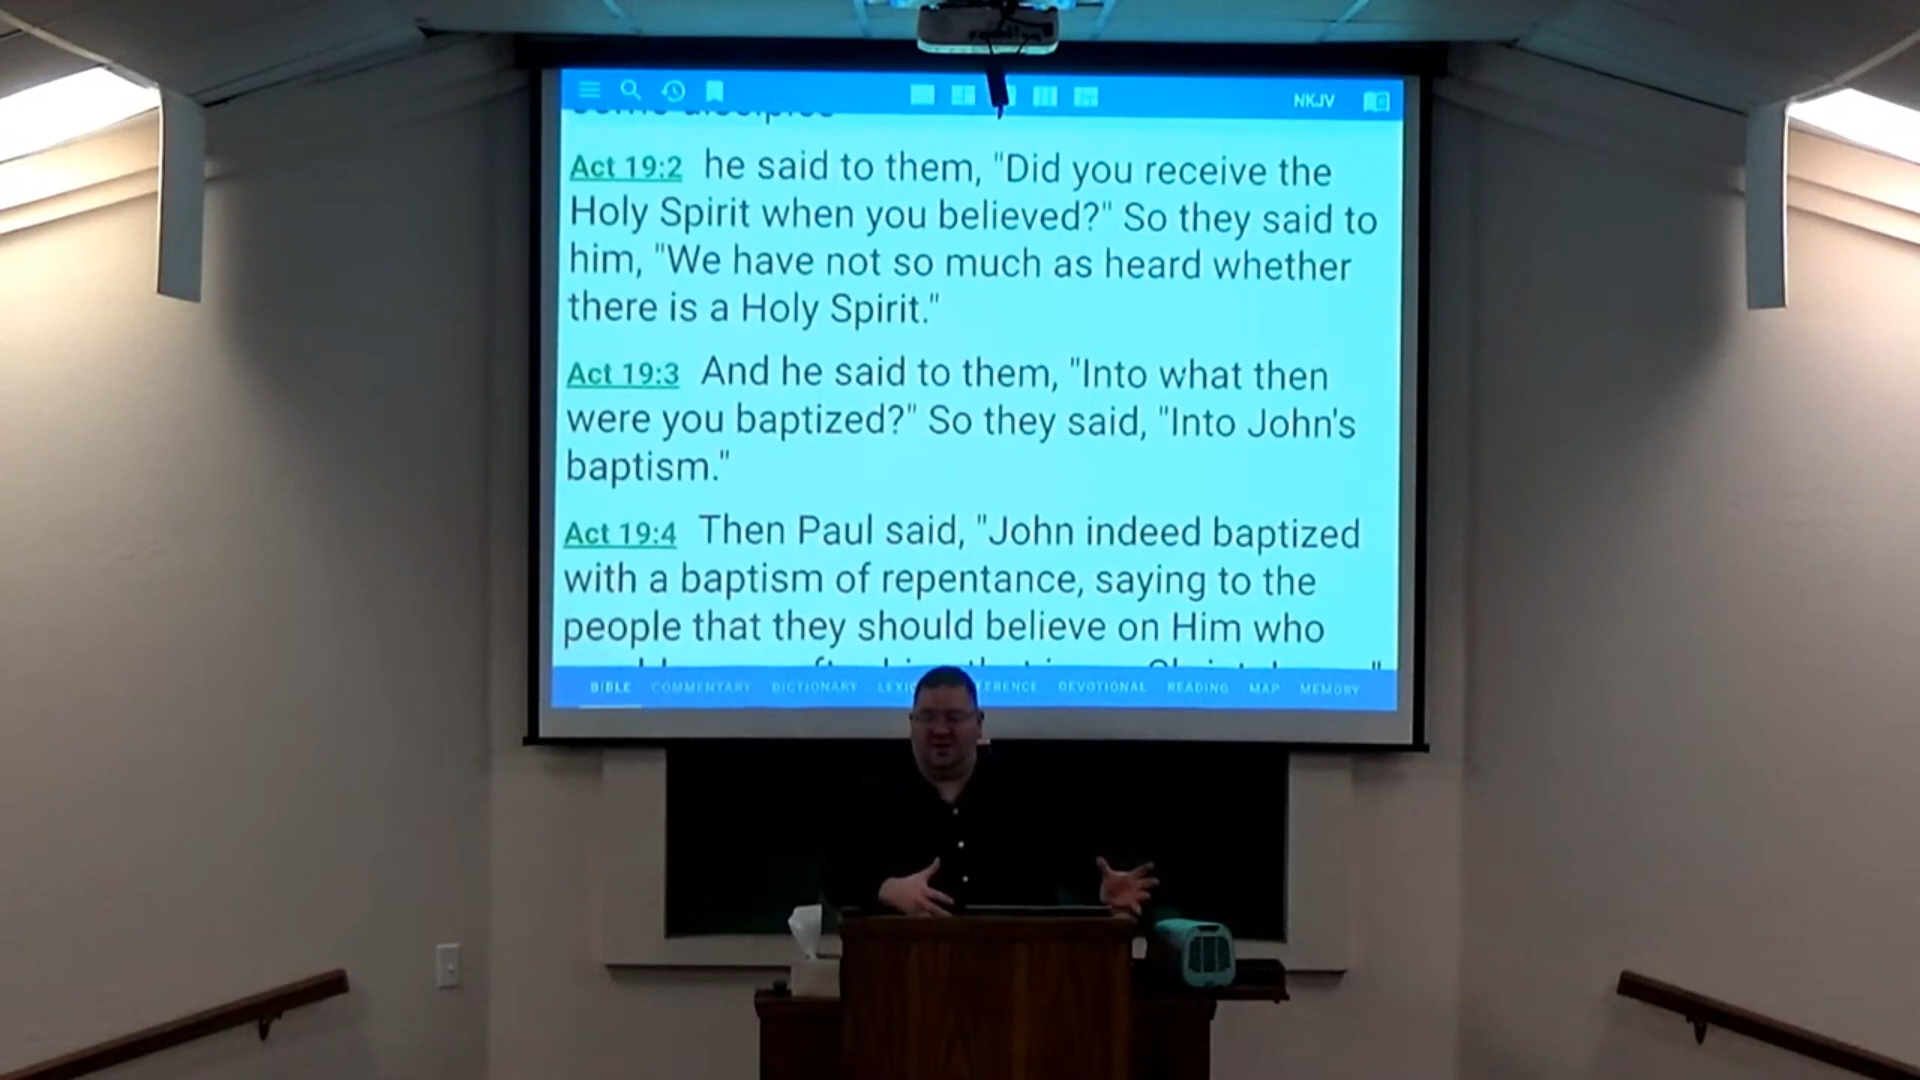 NKJV
Act 19:2 he said to them, "Did you receive the
Holy Spirit when you believed?" So they said to
him, "We have not so much as heard whether
there is a Holy Spirit."
Act 19:3 And he said to them, "Into what then
were you baptized?" So they said, "Into John's
baptism."
Act 19:4 Then Paul said, "John indeed baptized
with a baptism of repentance, saying to the
people that they should believe on Him who
BIBLE COMMENTARY DICTIONARY DEVOTIONAL READING MAP MEMORY